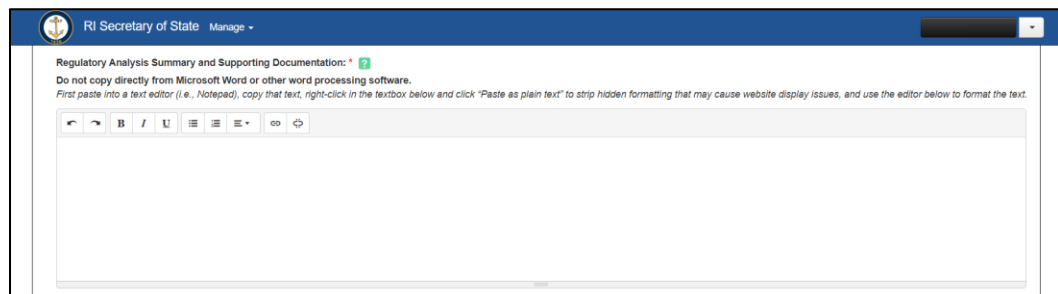 RI Secretary of State Manage
Regulatory Analysis Summary and Supporting Documentation: * ?
Do not copy directly from Microsoft Word or other word processing software.
First paste into a text editor (i.e., Notepad), copy that text, right-click in the textbox below and click "Paste as plain text" to strip hidden formatting that may cause website display issues, and use the editor below to format the text.
B I U